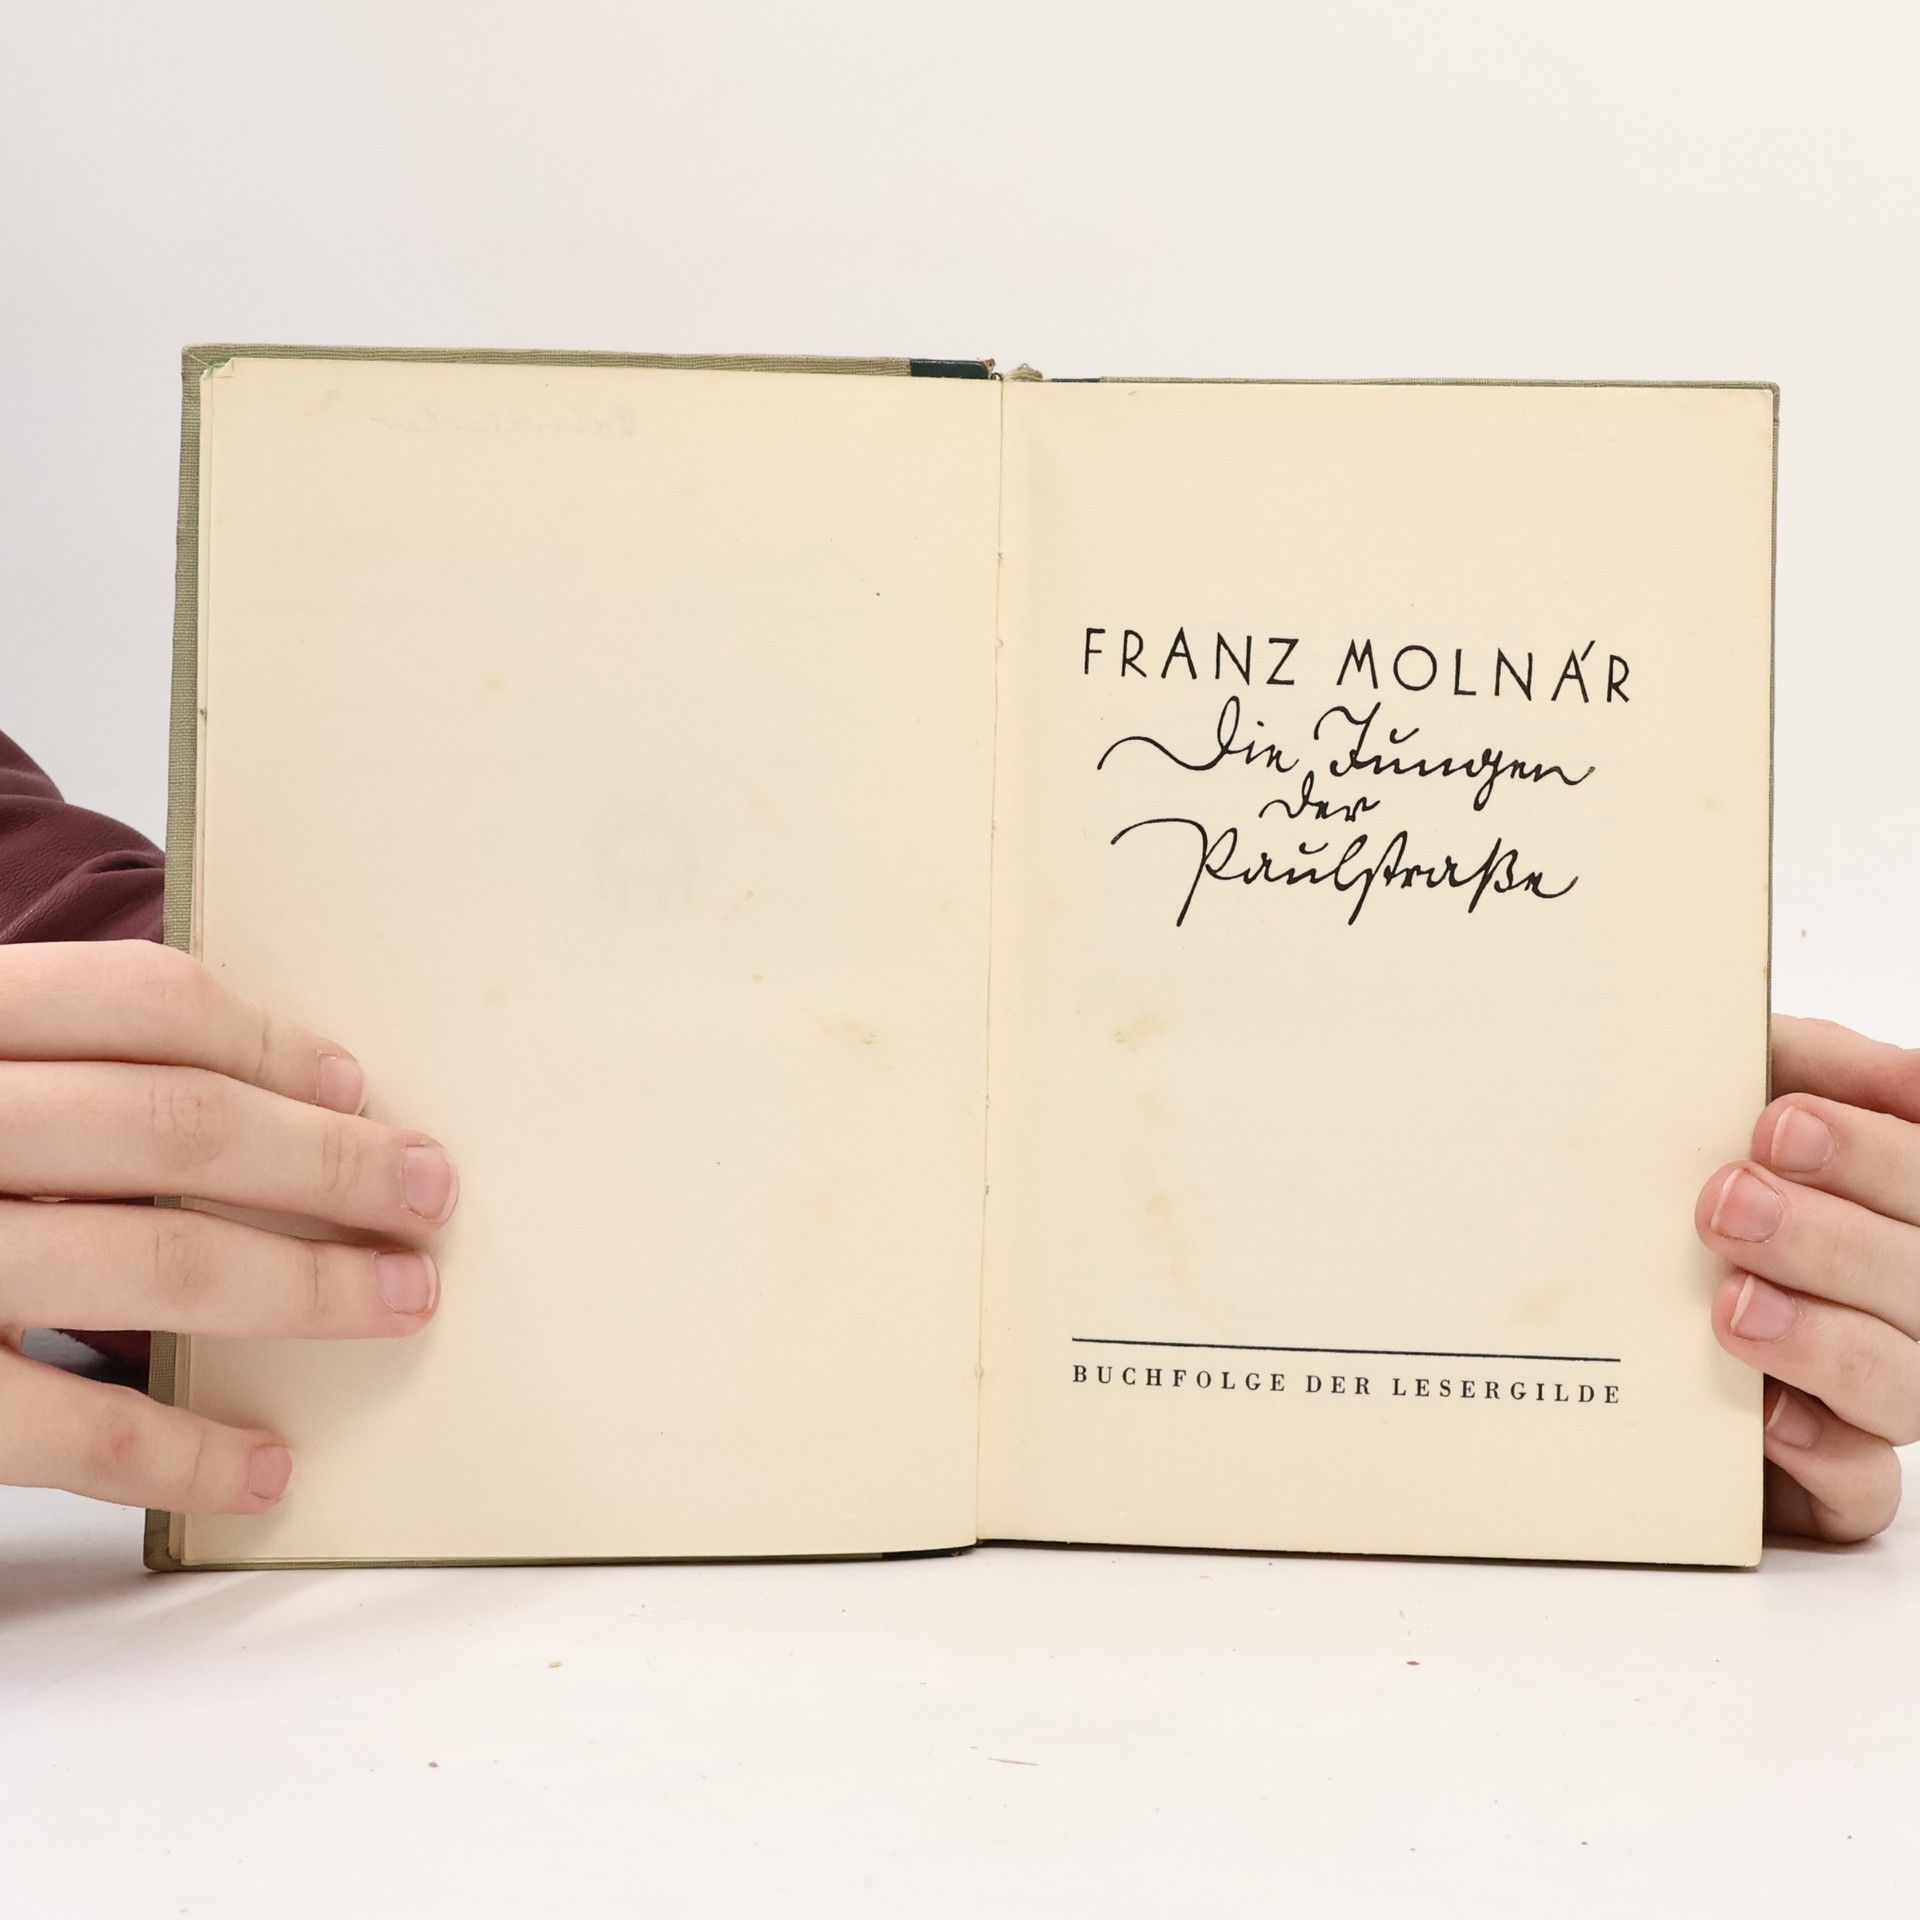 FRANZ MOLNÁR
Die Jungen
der
Paulstraße
BUCHFOLGE DER LESERGILDE